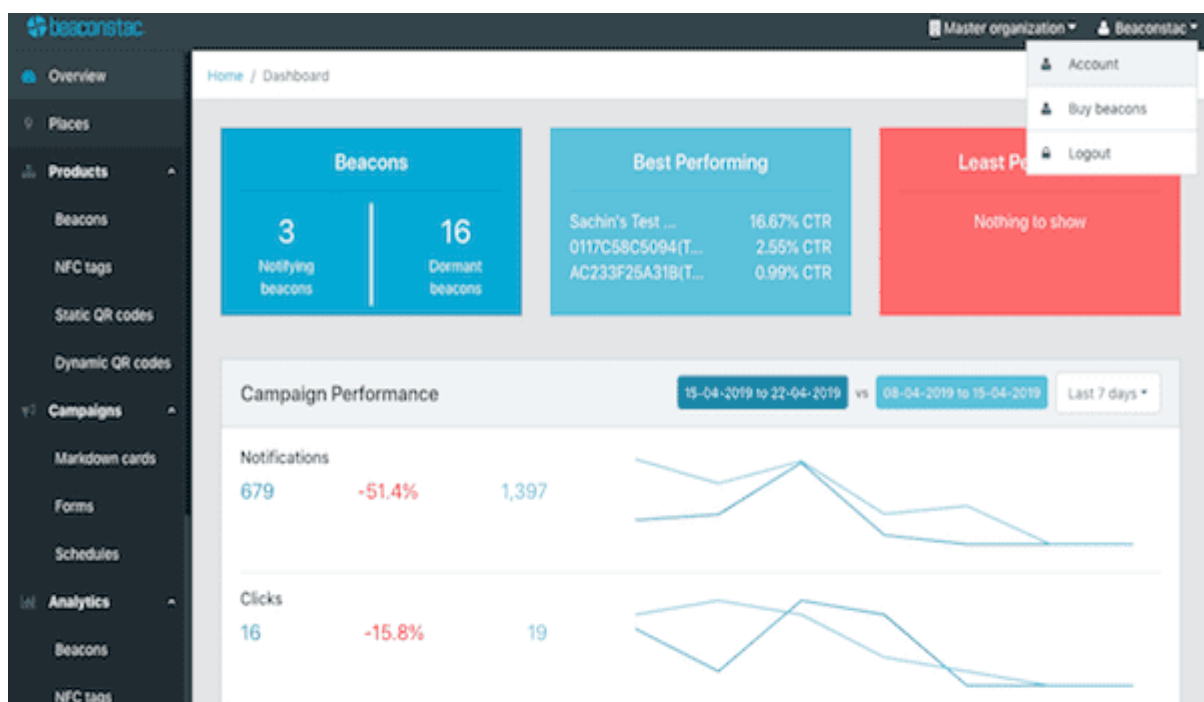 beaconstac
Master organization
Beaconstac
Account
Buy beacons
Logout
Overview
Places
Products
Beacons
NFC tags
Static QR codes
Dynamic QR codes
Campaigns
Markdown cards
Forms
Schedules
Analytics
Beacons
NFC tags
Home / Dashboard
Beacons
3
Notifying
beacons
16
Dormant
beacons
Best Performing
Sachin's Test ... 16.67% CTR
0117C58C5094(T... 2.55% CTR
AC233F25A31B(T... 0.99% CTR
Least Pe
Nothing to show
Campaign Performance
15-04-2019 to 22-04-2019 vs 08-04-2019 to 15-04-2019 Last 7 days
Notifications
679 -51.4% 1,397
Clicks
16 -15.8% 19